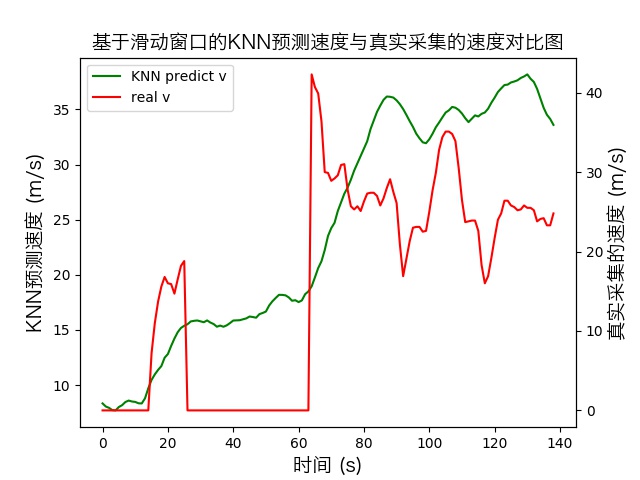 基于滑动窗口的KNN预测速度与真实采集的速度对比图
KNN predict v
real v
KNN预测速度 (m/s)
35
30
25
20
15
10
40
30
20
10
0
真实采集的速度 (m/s)
0 20 40 60 80 100 120 140
时间 (s)